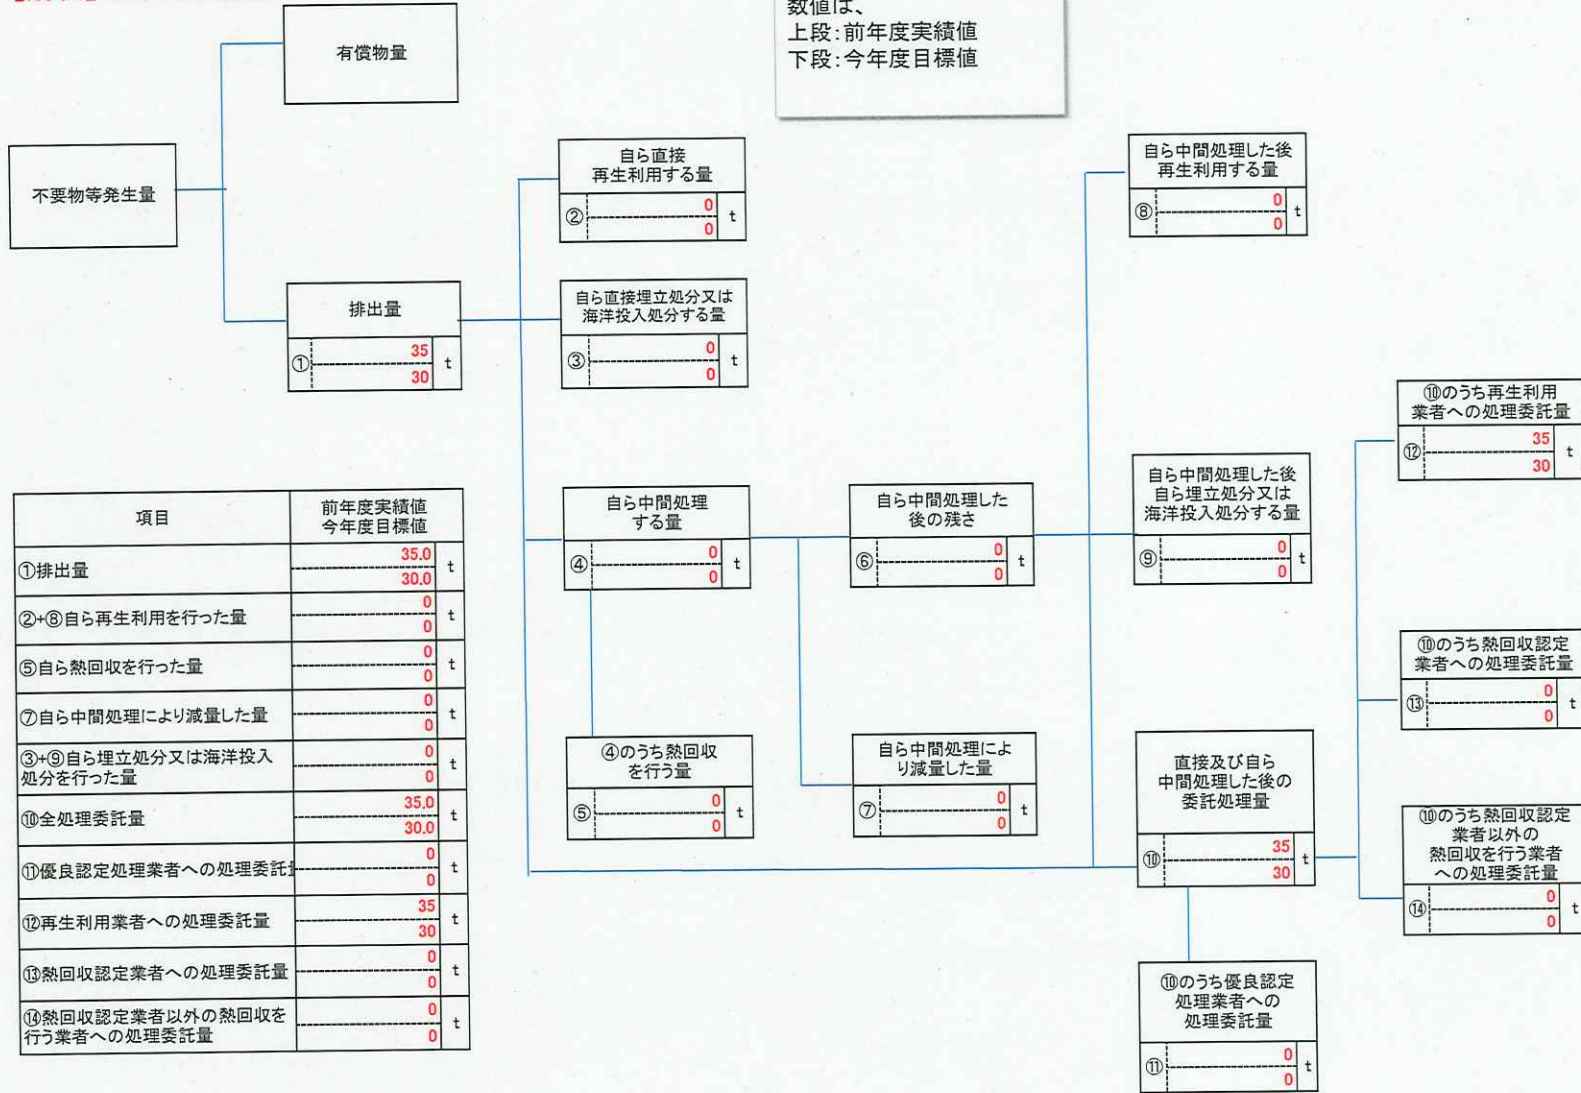 数値は、
上段:前年度実績値
下段:今年度目標値
有償物量
不要物等発生量
排出量
① 35 t
30
自ら直接
再生利用する量
② 0 t
0
自ら直接埋立処分又は
海洋投入処分する量
③ 0 t
0
自ら中間処理
する量
④ 0 t
0
④のうち熱回収
を行う量
⑤ 0 t
0
自ら中間処理した
後の残さ
⑥ 0 t
0
自ら中間処理によ
り減量した量
⑦ 0 t
0
自ら中間処理した後
再生利用する量
⑧ 0 t
0
自ら中間処理した後
自ら埋立処分又は
海洋投入処分する量
⑨ 0 t
0
直接及び自ら
中間処理した後の
委託処理量
⑩ 35 t
30
⑩のうち優良認定
処理業者への
処理委託量
⑪ 0 t
0
⑩のうち再生利用
業者への処理委託量
⑫ 35 t
30
⑩のうち熱回収認定
業者への処理委託量
⑬ 0 t
0
⑩のうち熱回収認定
業者以外の
熱回収を行う業者
への処理委託量
⑭ 0 t
0
項目 前年度実績値
今年度目標値
①排出量 35.0 t
30.0
②+⑧自ら再生利用を行った量 0 t
0
⑤自ら熱回収を行った量 0 t
0
⑦自ら中間処理により減量した量 0 t
0
③+⑨自ら埋立処分又は海洋投入
処分を行った量 0 t
0
⑩全処理委託量 35.0 t
30.0
⑪優良認定処理業者への処理委託 0 t
0
⑫再生利用業者への処理委託量 35 t
30
⑬熱回収認定業者への処理委託量 0 t
0
⑭熱回収認定業者以外の熱回収を
行う業者への処理委託量 0 t
0